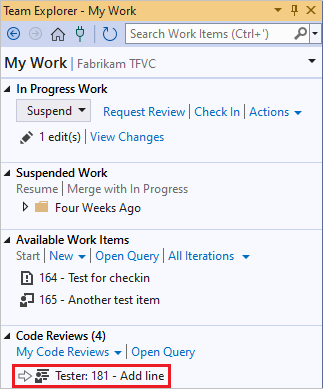 Team Explorer - My Work
Search Work Items (Ctrl+')
My Work | Fabrikam TFVC
In Progress Work
Suspend Request Review | Check In | Actions
1 edit(s) | View Changes
Suspended Work
Resume | Merge with In Progress
Four Weeks Ago
Available Work Items
Start | New | Open Query | All Iterations
164 - Test for checkin
165 - Another test item
Code Reviews (4)
My Code Reviews | Open Query
Tester: 181 - Add line